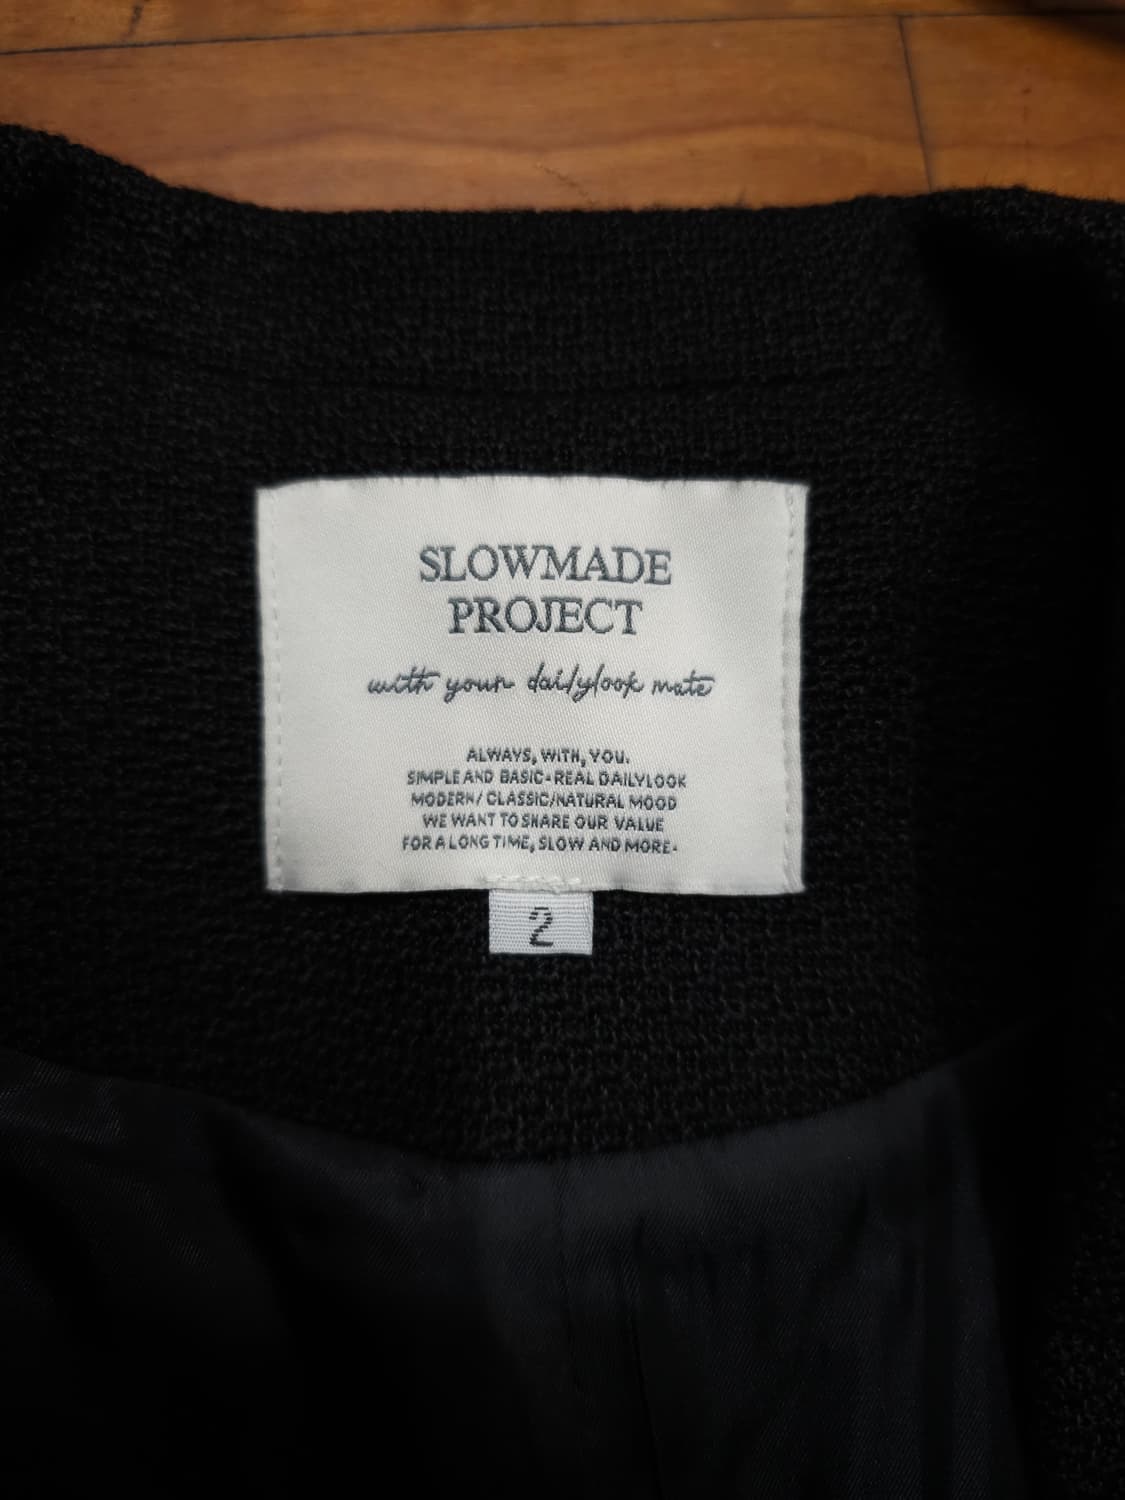 SLOWMADE
PROJECT
with your dailylook mate
ALWAYS, WITH, YOU.
SIMPLE AND BASIC-REAL DAILYLOOK
MODERN/CLASSIC/NATURAL MOOD
WE WANT TO SHARE OUR VALUE
FOR A LONG TIME, SLOW AND MORE.
2